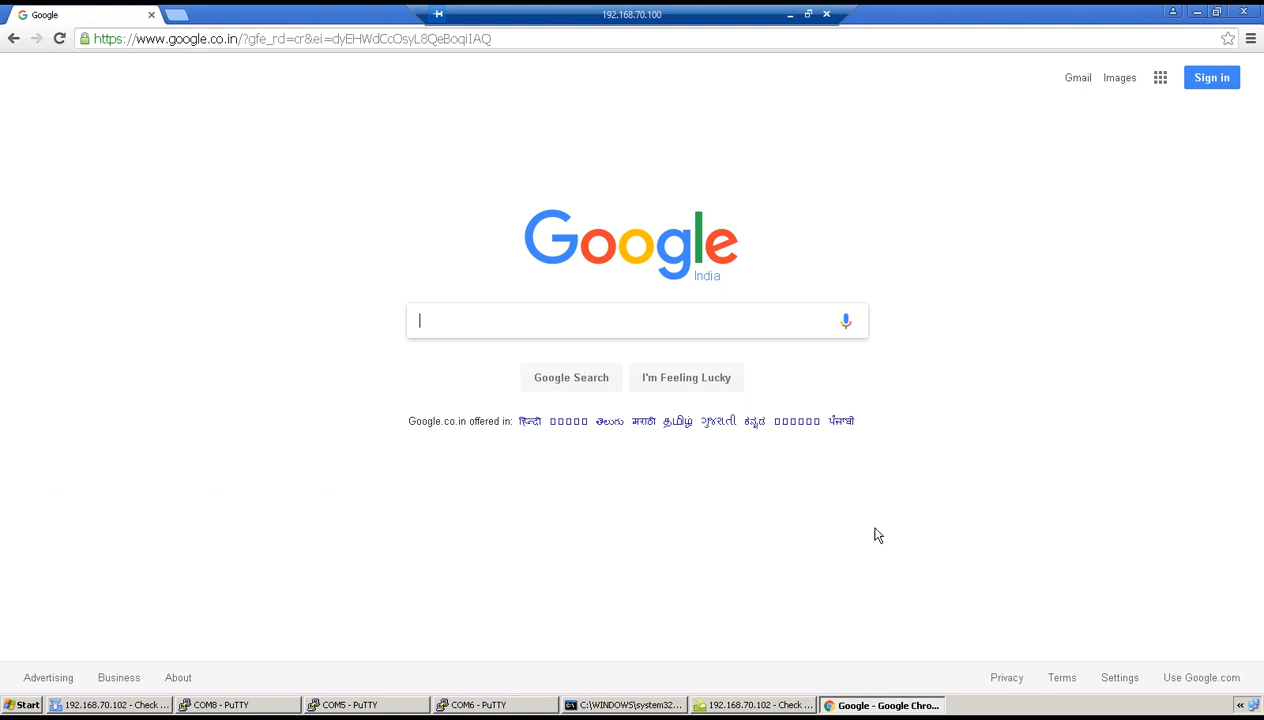 Google
192.168.70.100
https://www.google.co.in/?gfe_rd=cr&ei=dyEHWdCcOsyL8QeBoqiIAQ
Gmail Images Sign in
Google
India
Google Search I'm Feeling Lucky
Google.co.in offered in: हिन्दी తెలుగు मराठी தமிழ் ગુજરાતી ಕನ್ನಡ ਪੰਜਾਬੀ
Advertising Business About Privacy Terms Settings Use Google.com
Start 192.168.70.102 - Check ... COM8 - PuTTY COM5 - PuTTY COM6 - PuTTY C:\WINDOWS\system32... 192.168.70.102 - Check ... Google - Google Chro...